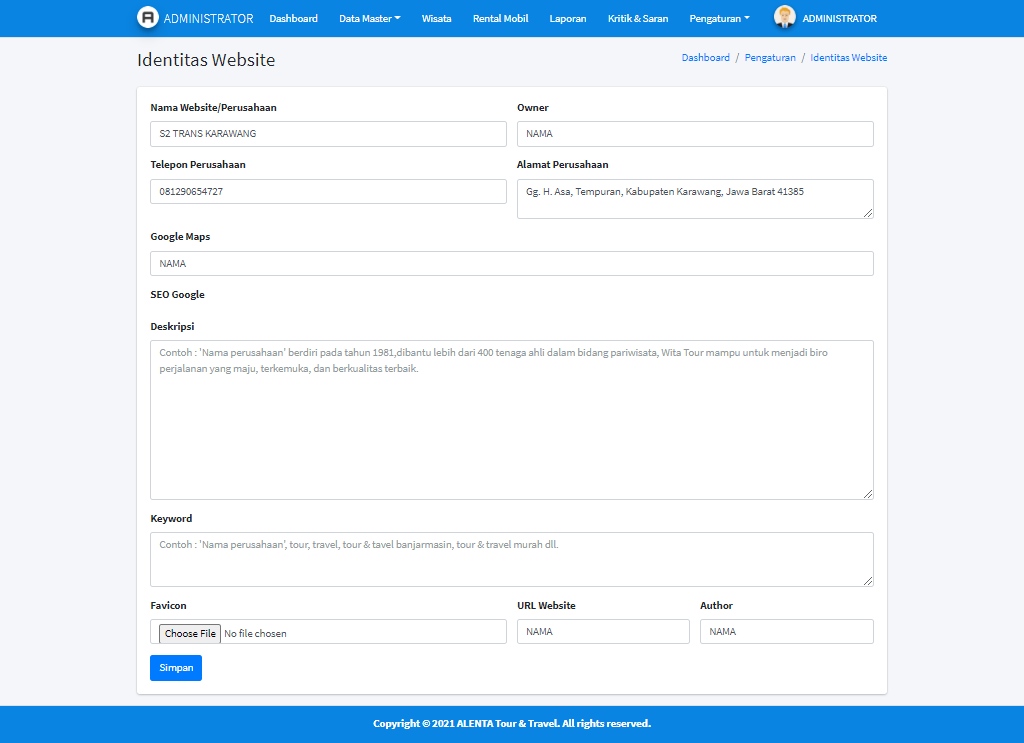 ADMINISTRATOR Dashboard Data Master Wisata Rental Mobil Laporan Kritik & Saran Pengaturan ADMINISTRATOR
Identitas Website
Dashboard / Pengaturan / Identitas Website
Nama Website/Perusahaan
S2 TRANS KARAWANG
Owner
NAMA
Telepon Perusahaan
081290654727
Alamat Perusahaan
Gg. H. Asa, Tempuran, Kabupaten Karawang, Jawa Barat 41385
Google Maps
NAMA
SEO Google
Deskripsi
Contoh : 'Nama perusahaan' berdiri pada tahun 1981,dibantu lebih dari 400 tenaga ahli dalam bidang pariwisata, Wita Tour mampu untuk menjadi biro
perjalanan yang maju, terkemuka, dan berkualitas terbaik.
Keyword
Contoh : 'Nama perusahaan', tour, travel, tour & tavel banjarmasin, tour & travel murah dll.
Favicon
Choose File No file chosen
URL Website
NAMA
Author
NAMA
Simpan
Copyright © 2021 ALENTA Tour & Travel. All rights reserved.